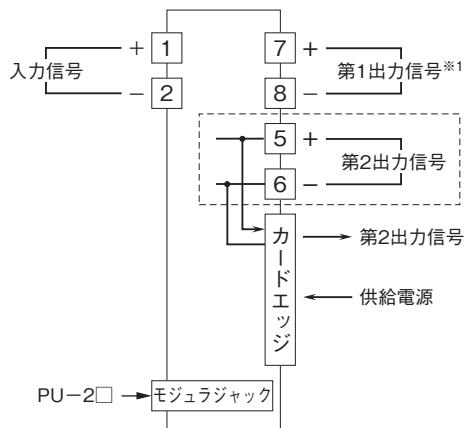 入力信号
+ 1
− 2
7 +
8 −
第1出力信号※1
5 +
6 −
第2出力信号
カードエッジ
第2出力信号
供給電源
PU−2□
モジュラジャック